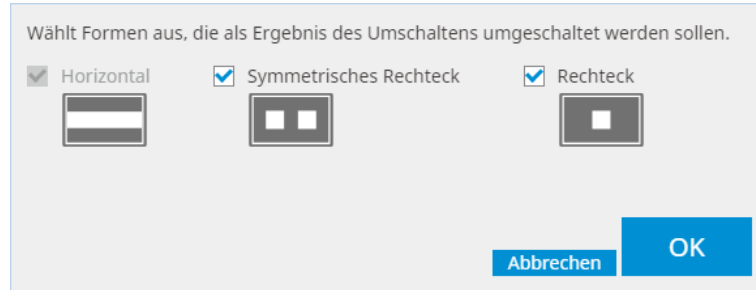 Wählt Formen aus, die als Ergebnis des Umschaltens umgeschaltet werden sollen.
Horizontal Symmetrisches Rechteck Rechteck
Abbrechen OK